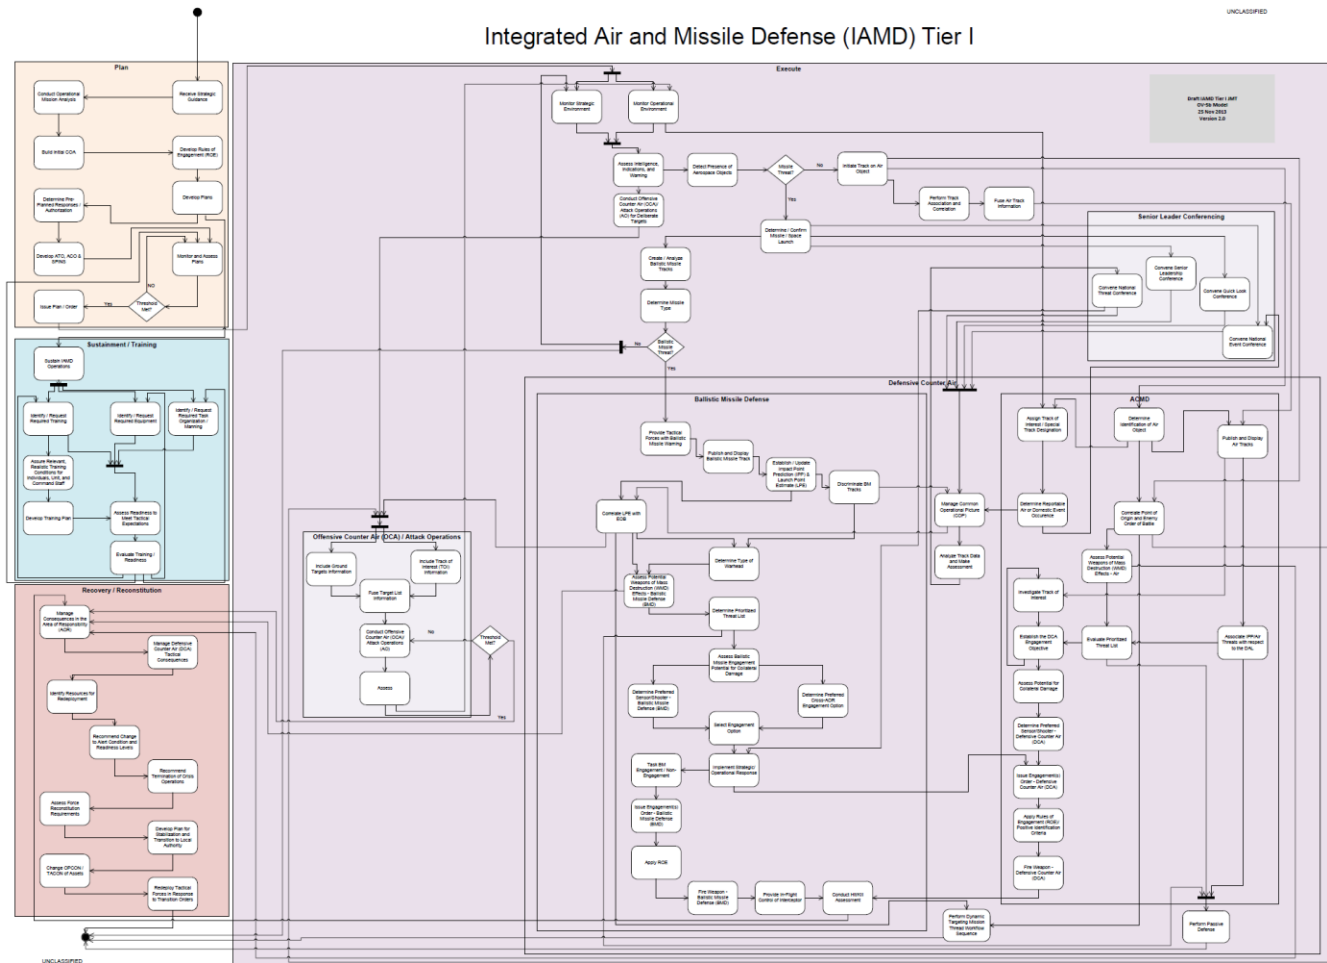 UNCLASSIFIED
Integrated Air and Missile Defense (IAMD) Tier I
Plan
Conduct Operational
Mission Analysis
Receive Strategic
Guidance
Build Initial COA
Develop Rules of
Engagement (ROE)
Determine Pre-
Planned Responses /
Authorization
Develop Plans
Develop ATO, ACO &
SPINS
Monitor and Assess
Plans
NO
Issue Plan / Order
Yes
Threshold
Met?
Sustainment / Training
Sustain IAMD
Operations
Identify / Request
Required Training
Identify / Request
Required Equipment
Identify / Request
Required Task
Organization /
Manning
Assure Relevant,
Realistic Training
Conditions for
Individuals, Unit, and
Command Staff
Develop Training Plan
Assess Readiness to
Meet Tactical
Expectations
Evaluate Training /
Readiness
Recovery / Reconstitution
Manage
Consequences in the
Area of Responsibility
(AOR)
Manage Defensive
Counter Air (DCA)
Tactical
Consequences
Identify Resources for
Redeployment
Recommend Change
to Alert Condition and
Readiness Levels
Recommend
Termination of Crisis
Operations
Assess Force
Reconstitution
Requirements
Develop Plan for
Stabilization and
Transition to Local
Authority
Change OPCON /
TACON of Assets
Redeploy Tactical
Forces in Response
to Transition Orders
UNCLASSIFIED
Execute
Draft IAMD Tier I JMT
OV-5b Model
25 Nov 2013
Version 2.0
Monitor Strategic
Environment
Monitor Operational
Environment
Assess Intelligence,
Indications, and
Warning
Detect Presence of
Aerospace Objects
Missile
Threat?
No
Yes
Initiate Track on Air
Object
Conduct Offensive
Counter Air (OCA)/
Attack Operations
(AO) for Deliberate
Targets
Perform Track
Association and
Correlation
Fuse Air Track
Information
Determine / Confirm
Missile / Space
Launch
Create / Analyze
Ballistic Missile
Tracks
Determine Missile
Type
No
Ballistic
Missile
Threat?
Yes
Senior Leader Conferencing
Convene National
Threat Conference
Convene Senior
Leadership
Conference
Convene Quick Look
Conference
Convene National
Event Conference
Defensive Counter Air
Ballistic Missile Defense
Provide Tactical
Forces with Ballistic
Missile Warning
Publish and Display
Ballistic Missile Track
Establish / Update
Impact Point
Prediction (IPP) &
Launch Point
Estimate (LPE)
Discriminate BM
Tracks
Correlate LPE with
EOB
Determine Type of
Warhead
Assess Potential
Weapons of Mass
Destruction (WMD)
Effects - Ballistic
Missile Defense (BMD)
Determine Prioritized
Threat List
Assess Ballistic
Missile Engagement
Potential for Collateral
Damage
Determine Preferred
Sensor/Shooter -
Ballistic Missile
Defense (BMD)
Determine Preferred
Cross-AOR
Engagement Option
Select Engagement
Option
Task BM
Engagement / Non-
Engagement
Implement Strategic/
Operational Response
Issue Engagement(s)
Order - Ballistic
Missile Defense
(BMD)
Apply ROE
Fire Weapon -
Ballistic Missile
Defense (BMD)
Provide In-Flight
Control of Interceptor
Conduct Hit/Kill
Assessment
Offensive Counter Air (OCA) / Attack Operations
Include Ground
Targets Information
Include Track of
Interest (TOI)
Information
Fuse Target List
Information
Conduct Offensive
Counter Air (OCA)/
Attack Operations
(AO)
No
Threshold
Met?
Assess
Yes
Manage Common
Operational Picture
(COP)
Analyze Track Data
and Make
Assessment
ACMD
Assign Track of
Interest / Special
Track Designation
Determine
Identification of Air
Object
Publish and Display
Air Tracks
Determine Reportable
Air or Domestic Event
Occurence
Correlate Point of
Origin and Enemy
Order of Battle
Assess Potential
Weapons of Mass
Destruction (WMD)
Effects - Air
Investigate Track of
Interest
Establish the DCA
Engagement
Objective
Evaluate Prioritized
Threat List
Associate IPP/Air
Threats with respect
to the DAL
Assess Potential for
Collateral Damage
Determine Preferred
Sensor/Shooter -
Defensive Counter Air
(DCA)
Issue Engagement(s)
Order - Defensive
Counter Air (DCA)
Apply Rules of
Engagement (ROE)/
Positive Identification
Criteria
Fire Weapon -
Defensive Counter Air
(DCA)
Perform Dynamic
Targeting Mission
Thread Workflow
Sequence
Perform Passive
Defense